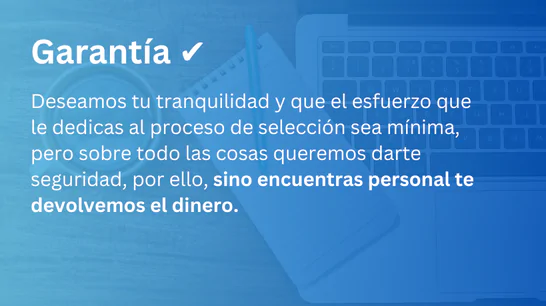 Garantía ✔
Deseamos tu tranquilidad y que el esfuerzo que
le dedicas al proceso de selección sea mínima,
pero sobre todo las cosas queremos darte
seguridad, por ello, sino encuentras personal te
devolvemos el dinero.